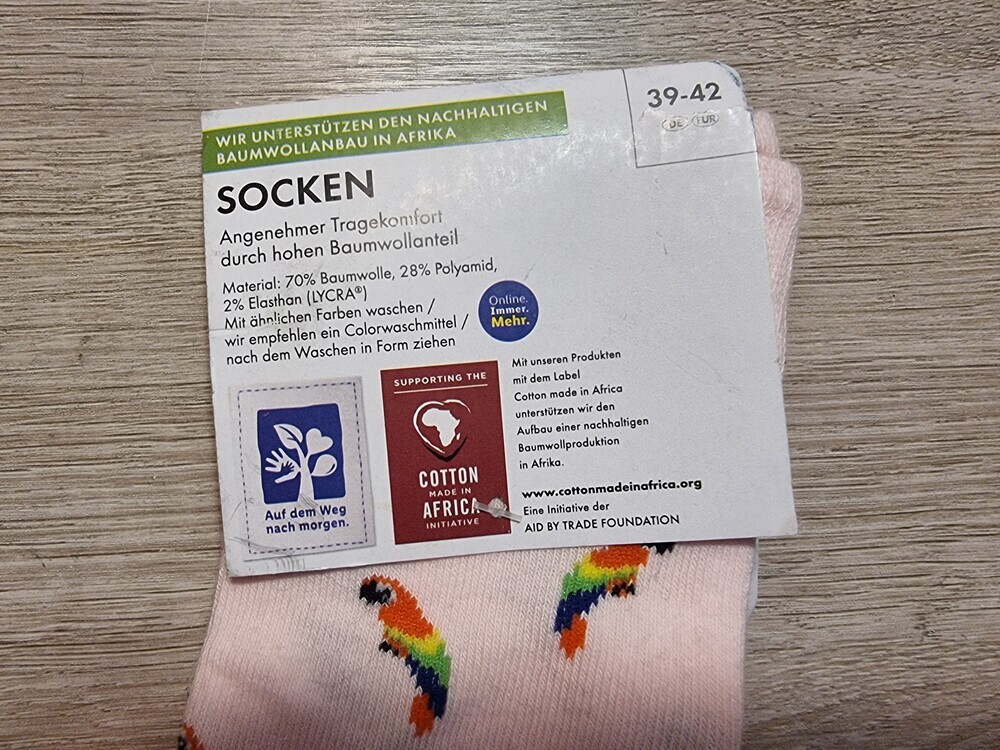 39-42
DE EUR
WIR UNTERSTÜTZEN DEN NACHHALTIGEN
BAUMWOLLANBAU IN AFRIKA
SOCKEN
Angenehmer Tragekomfort
durch hohen Baumwollanteil
Material: 70% Baumwolle, 28% Polyamid,
2% Elasthan (LYCRA®)
Mit ähnlichen Farben waschen /
wir empfehlen ein Colorwaschmittel /
nach dem Waschen in Form ziehen
Online.
Immer.
Mehr.
Auf dem Weg
nach morgen.
SUPPORTING THE
COTTON
MADE IN
AFRICA
INITIATIVE
Mit unseren Produkten
mit dem Label
Cotton made in Africa
unterstützen wir den
Aufbau einer nachhaltigen
Baumwollproduktion
in Afrika.
www.cottonmadeinafrica.org
Eine Initiative der
AID BY TRADE FOUNDATION